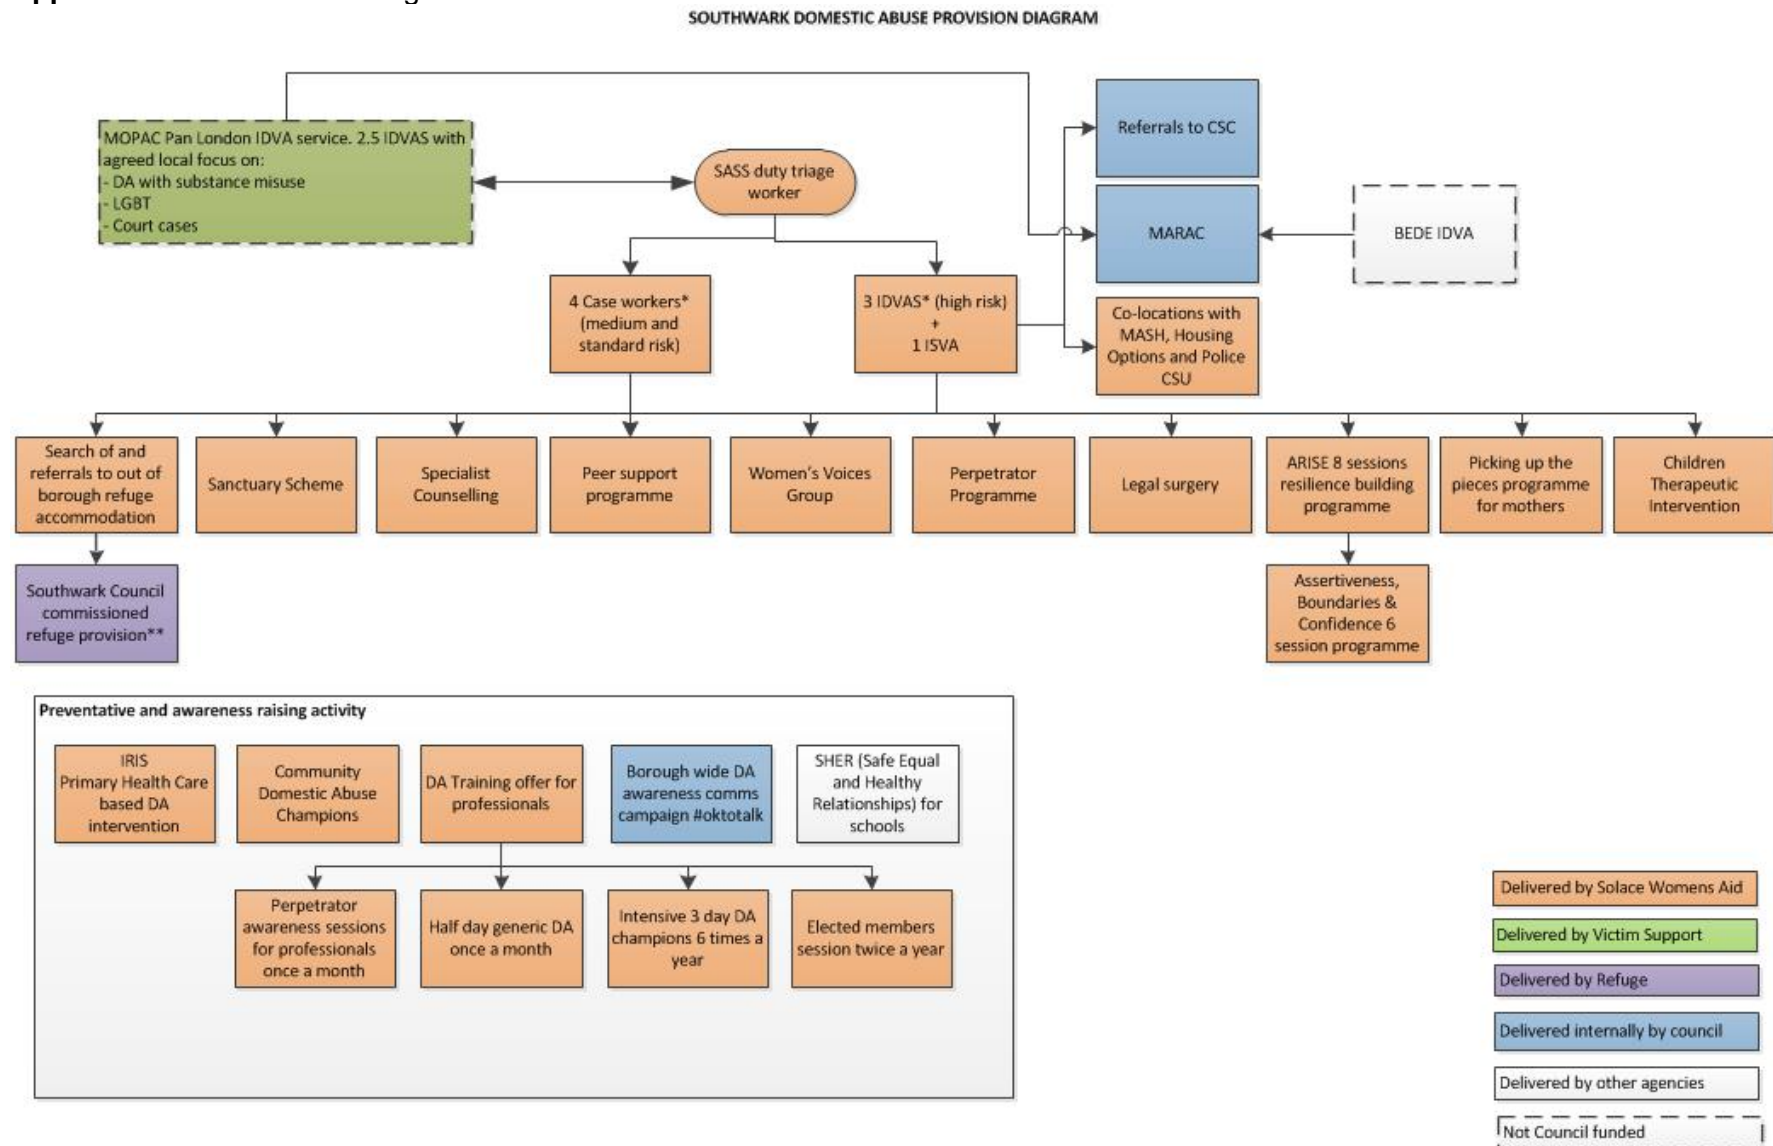 SOUTHWARK DOMESTIC ABUSE PROVISION DIAGRAM
MOPAC Pan London IDVA service. 2.5 IDVAS with
agreed local focus on:
- DA with substance misuse
- LGBT
- Court cases
SASS duty triage
worker
Referrals to CSC
MARAC
BEDE IDVA
4 Case workers*
(medium and
standard risk)
3 IDVAS* (high risk)
+
1 ISVA
Co-locations with
MASH, Housing
Options and Police
CSU
Search of and
referrals to out of
borough refuge
accommodation
Sanctuary Scheme
Specialist
Counselling
Peer support
programme
Women's Voices
Group
Perpetrator
Programme
Legal surgery
ARISE 8 sessions
resilience building
programme
Picking up the
pieces programme
for mothers
Children
Therapeutic
Intervention
Southwark Council
commissioned
refuge provision**
Assertiveness,
Boundaries &
Confidence 6
session programme
Preventative and awareness raising activity
IRIS
Primary Health Care
based DA
intervention
Community
Domestic Abuse
Champions
DA Training offer for
professionals
Borough wide DA
awareness comms
campaign #oktotalk
SHER (Safe Equal
and Healthy
Relationships) for
schools
Perpetrator
awareness sessions
for professionals
once a month
Half day generic DA
once a month
Intensive 3 day DA
champions 6 times a
year
Elected members
session twice a year
Delivered by Solace Womens Aid
Delivered by Victim Support
Delivered by Refuge
Delivered internally by council
Delivered by other agencies
Not Council funded